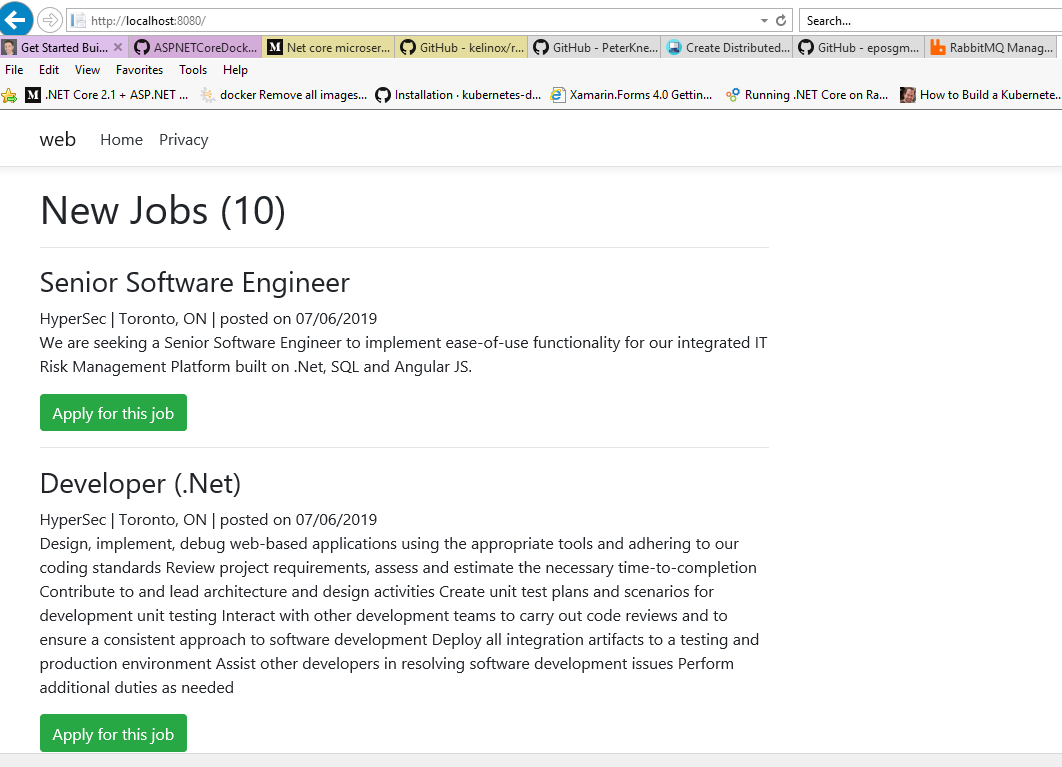 http://localhost:8080/
Search...
Get Started Bui... ASPNETCoreDock... Net core microser... GitHub - kelinox/r... GitHub - PeterKne... Create Distributed... GitHub - eposgm... RabbitMQ Manag...
File Edit View Favorites Tools Help
.NET Core 2.1 + ASP.NET ... docker Remove all images... Installation · kubernetes-d... Xamarin.Forms 4.0 Gettin... Running .NET Core on Ra... How to Build a Kubernete...
web Home Privacy
New Jobs (10)
Senior Software Engineer
HyperSec | Toronto, ON | posted on 07/06/2019
We are seeking a Senior Software Engineer to implement ease-of-use functionality for our integrated IT
Risk Management Platform built on .Net, SQL and Angular JS.
Apply for this job
Developer (.Net)
HyperSec | Toronto, ON | posted on 07/06/2019
Design, implement, debug web-based applications using the appropriate tools and adhering to our
coding standards Review project requirements, assess and estimate the necessary time-to-completion
Contribute to and lead architecture and design activities Create unit test plans and scenarios for
development unit testing Interact with other development teams to carry out code reviews and to
ensure a consistent approach to software development Deploy all integration artifacts to a testing and
production environment Assist other developers in resolving software development issues Perform
additional duties as needed
Apply for this job